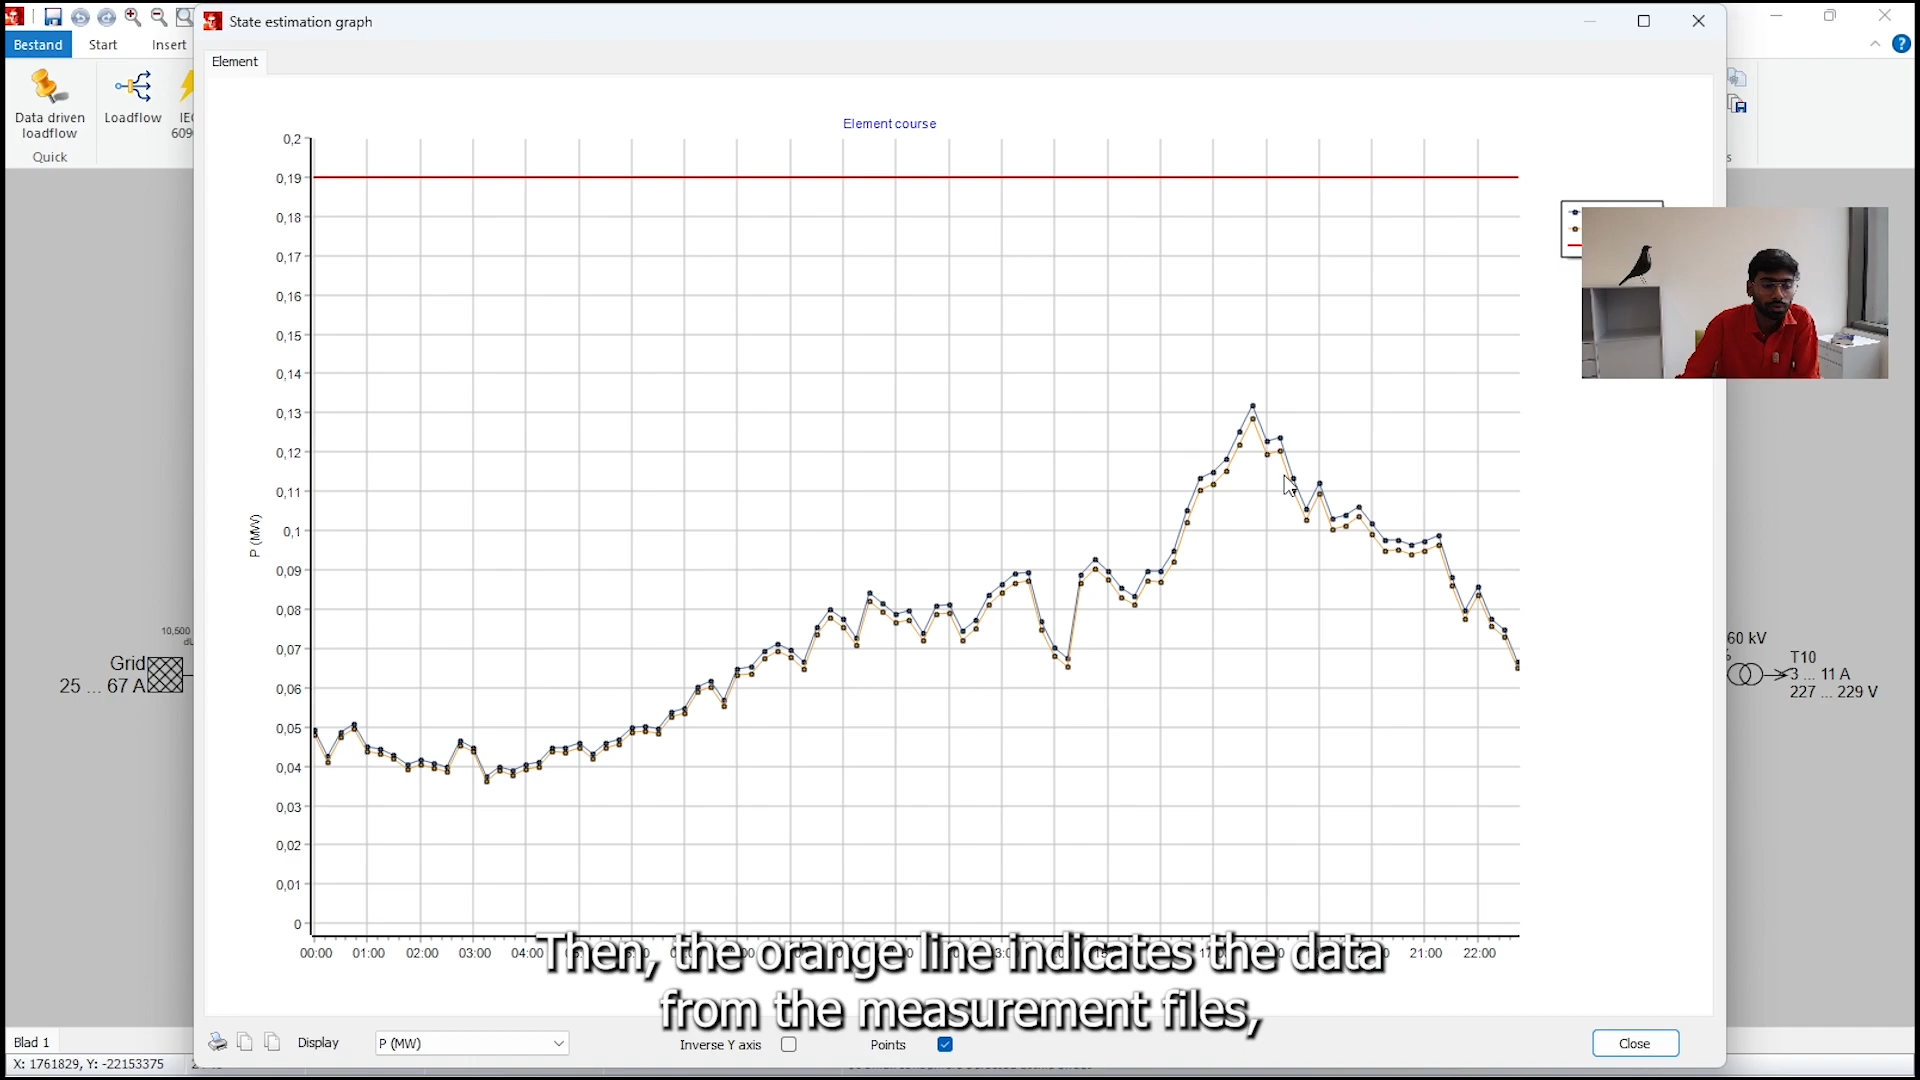 State estimation graph
Bestand
Start
Insert
Element
Data driven
loadflow
Loadflow
Quick
Element course
0,2
0,19
0,18
0,17
0,16
0,15
0,14
0,13
0,12
0,11
0,1
0,09
0,08
0,07
0,06
0,05
0,04
0,03
0,02
0,01
0
P (MW)
10,500
Grid
25 ... 67 A
60 kV
T10
3 ... 11 A
227 ... 229 V
00:00
01:00
02:00
03:00
04:00
21:00
22:00
Then, the orange line indicates the data
from the measurement files,
Display
P (MW)
Inverse Y axis
Points
Close
Blad 1
X: 1761829, Y: -22153375